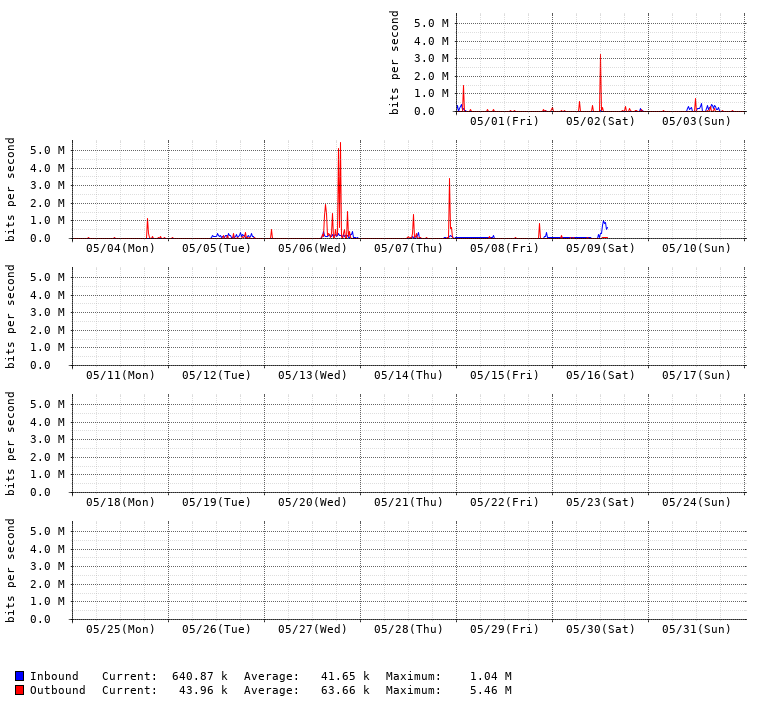 bits per second
5.0 M
4.0 M
3.0 M
2.0 M
1.0 M
0.0
05/01(Fri) 05/02(Sat) 05/03(Sun)
bits per second
5.0 M
4.0 M
3.0 M
2.0 M
1.0 M
0.0
05/04(Mon) 05/05(Tue) 05/06(Wed) 05/07(Thu) 05/08(Fri) 05/09(Sat) 05/10(Sun)
bits per second
5.0 M
4.0 M
3.0 M
2.0 M
1.0 M
0.0
05/11(Mon) 05/12(Tue) 05/13(Wed) 05/14(Thu) 05/15(Fri) 05/16(Sat) 05/17(Sun)
bits per second
5.0 M
4.0 M
3.0 M
2.0 M
1.0 M
0.0
05/18(Mon) 05/19(Tue) 05/20(Wed) 05/21(Thu) 05/22(Fri) 05/23(Sat) 05/24(Sun)
bits per second
5.0 M
4.0 M
3.0 M
2.0 M
1.0 M
0.0
05/25(Mon) 05/26(Tue) 05/27(Wed) 05/28(Thu) 05/29(Fri) 05/30(Sat) 05/31(Sun)
Inbound Current: 640.87 k Average: 41.65 k Maximum: 1.04 M
Outbound Current: 43.96 k Average: 63.66 k Maximum: 5.46 M